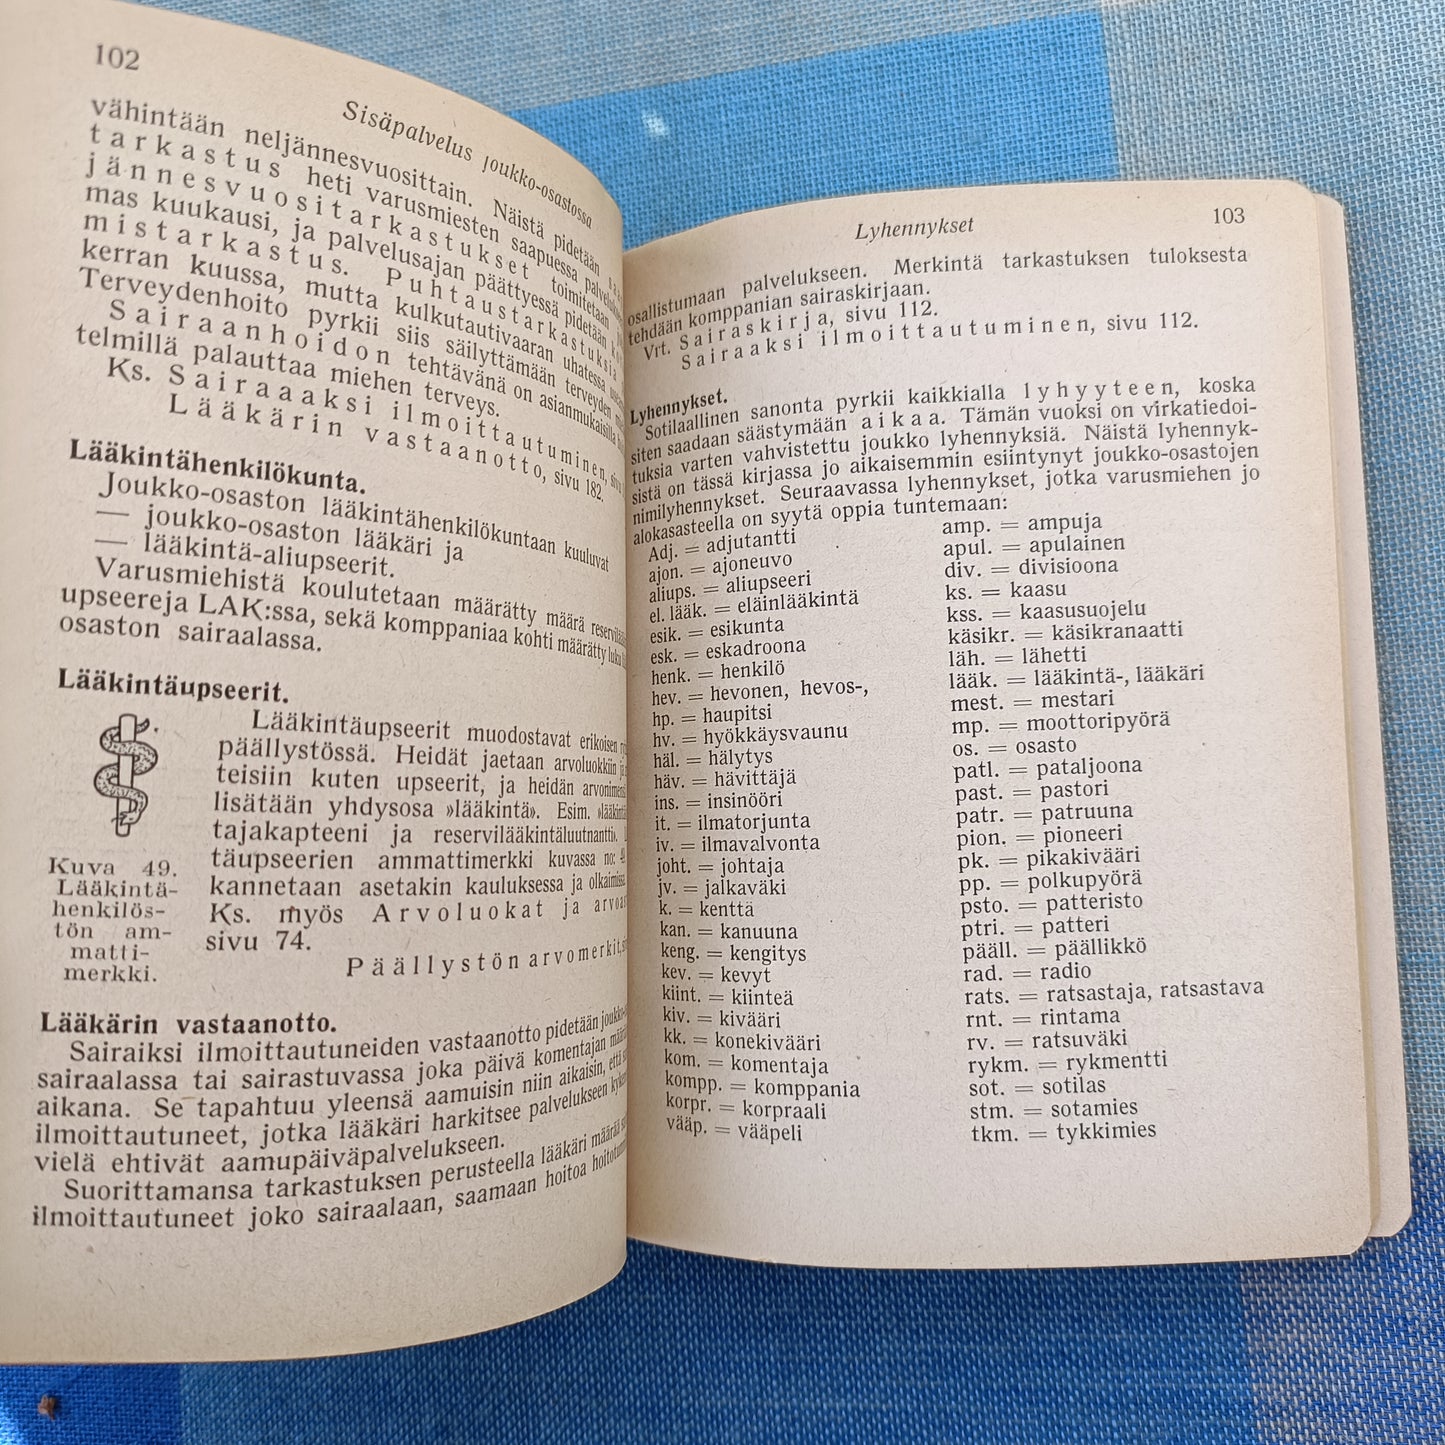 102
Sisäpalvelus joukko-osastossa
vähintään neljännesvuosittain. Näistä pidetään
tarkastus heti varusmiesten saapuessa
jännesvuositarkastukset toimitetaan
mas kuukausi, ja palvelusajan päättyessä pidetään
mistarkastus. Puhtaustarkastuksia
kerran kuussa, mutta kulkutautivaaran uhatessa
Terveydenhoito pyrkii siis säilyttämään terveyden
Sairaanhoidon tehtävänä on asianmukaisilla
telmillä palauttaa miehen terveys.
Ks. Sairaaaksi ilmoittautuminen,
Lääkärin vastaanotto, sivu 182.
Lääkintähenkilökunta.
Joukko-osaston lääkintähenkilökuntaan kuuluvat
— joukko-osaston lääkäri ja
— lääkintä-aliupseerit.
Varusmiehistä koulutetaan määrätty määrä
upseereja LAK:ssa, sekä komppaniaa kohti määrätty luku
osaston sairaalassa.
Lääkintäupseerit.
Lääkintäupseerit muodostavat erikoisen
päällystössä. Heidät jaetaan arvoluokkiin
teisiin kuten upseerit, ja heidän
lisätään yhdysosa »lääkintä». Esim.
tajakapteeni ja reservilääkintäluutnantti».
täupseerien ammattimerkki kuvassa no:
kannetaan asetakin kauluksessa ja olkaimissa
Ks. myös Arvoluokat ja
sivu 74.
Päällystön arvomerkit,
Kuva 49.
Lääkintä-
henkilös-
tön am-
matti-
merkki.
Lääkärin vastaanotto.
Sairaiksi ilmoittautuneiden vastaanotto pidetään
sairaalassa tai sairastuvassa joka päivä komentajan
aikana. Se tapahtuu yleensä aamuisin niin aikaisin, että
ilmoittautuneet, jotka lääkäri harkitsee palvelukseen
vielä ehtivät aamupäiväpalvelukseen.
Suorittamansa tarkastuksen perusteella lääkäri määrää
ilmoittautuneet joko sairaalaan, saamaan hoitoa
Lyhennykset
103
osallistumaan palvelukseen. Merkintä tarkastuksen tuloksesta
tehdään komppanian sairaskirjaan.
Vrt. Sairaskirja, sivu 112.
Sairaaksi ilmoittautuminen, sivu 112.
Lyhennykset.
Sotilaallinen sanonta pyrkii kaikkialla lyhyyteen, koska
siten saadaan säästymään aikaa. Tämän vuoksi on virkatiedoi-
tuksia varten vahvistettu joukko lyhennyksiä. Näistä lyhennyk-
sistä on tässä kirjassa jo aikaisemmin esiintynyt joukko-osastojen
nimilyhennykset. Seuraavassa lyhennykset, jotka varusmiehen jo
alokasasteella on syytä oppia tuntemaan:
Adj. = adjutantti
ajon. = ajoneuvo
aliups. = aliupseeri
el. lääk. = eläinlääkintä
esik. = esikunta
esk. = eskadroona
henk. = henkilö
hev. = hevonen, hevos-,
hp. = haupitsi
hv. = hyökkäysvaunu
häl. = hälytys
häv. = hävittäjä
ins. = insinööri
it. = ilmatorjunta
iv. = ilmavalvonta
joht. = johtaja
jv. = jalkaväki
k. = kenttä
kan. = kanuuna
keng. = kengitys
kev. = kevyt
kiint. = kiinteä
kiv. = kivääri
kk. = konekivääri
kom. = komentaja
kompp. = komppania
korpr. = korpraali
vääp. = vääpeli
amp. = ampuja
apul. = apulainen
div. = divisioona
ks. = kaasu
kss. = kaasusuojelu
käsikr. = käsikranaatti
läh. = lähetti
lääk. = lääkintä-, lääkäri
mest. = mestari
mp. = moottoripyörä
os. = osasto
patl. = pataljoona
past. = pastori
patr. = patruuna
pion. = pioneeri
pk. = pikakivääri
pp. = polkupyörä
psto. = patteristo
ptri. = patteri
pääll. = päällikkö
rad. = radio
rats. = ratsastaja, ratsastava
rnt. = rintama
rv. = ratsuväki
rykm. = rykmentti
sot. = sotilas
stm. = sotamies
tkm. = tykkimies